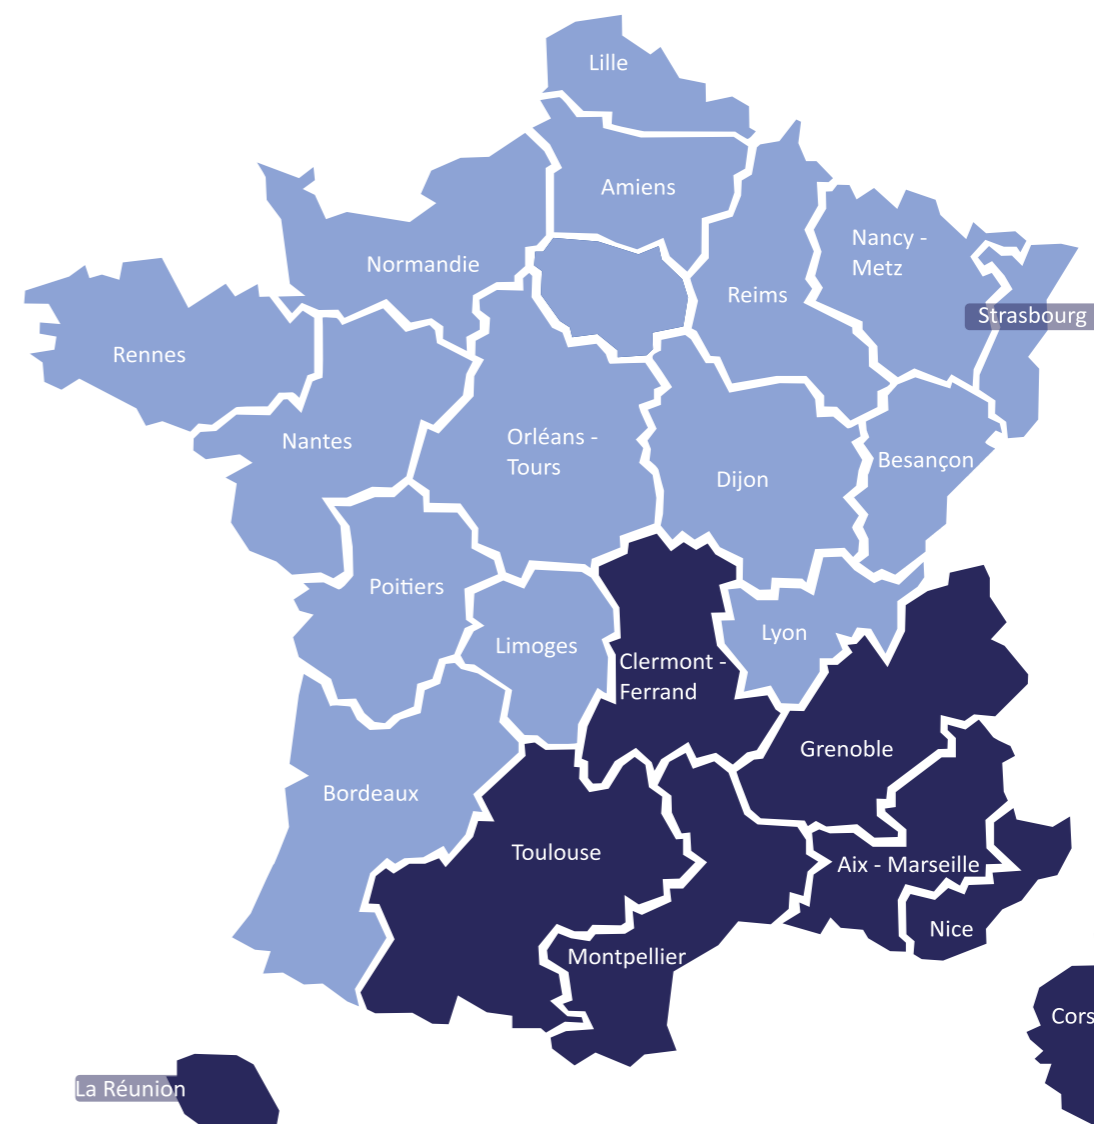 Lille
Amiens
Nancy -
Metz
Normandie
Reims
Strasbourg
Rennes
Nantes
Orléans -
Tours
Besançon
Dijon
Poitiers
Lyon
Limoges
Clermont -
Ferrand
Grenoble
Bordeaux
Toulouse
Aix - Marseille
Nice
Montpellier
Cors
La Réunion